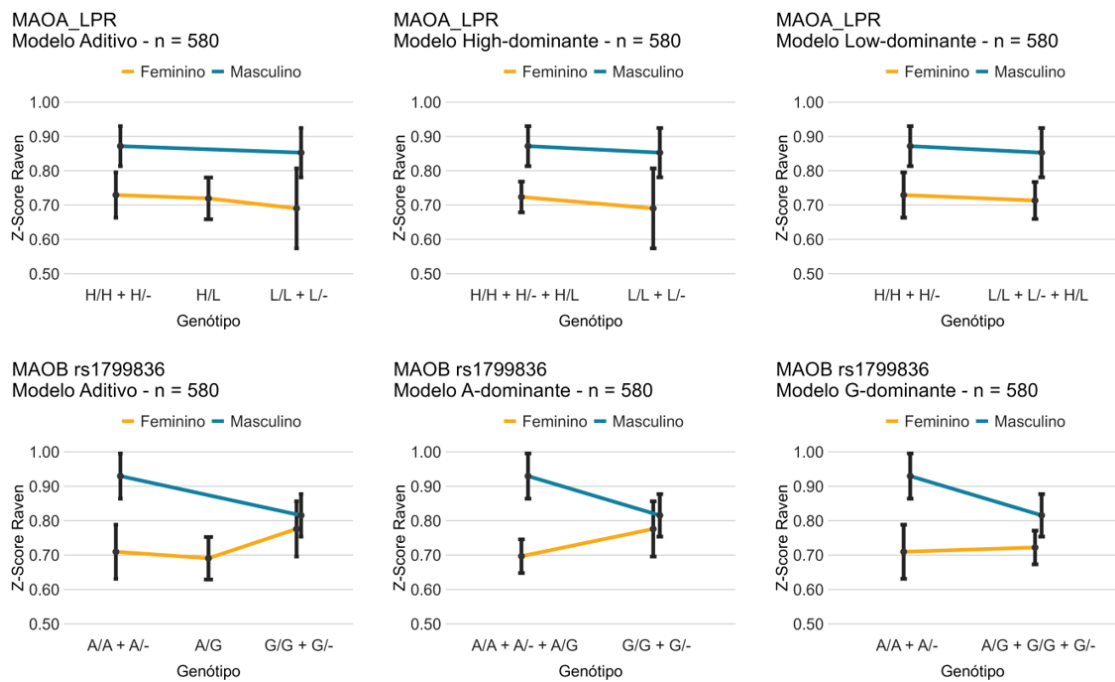 MAOA_LPR
Modelo Aditivo - n = 580
Feminino Masculino
Z-Score Raven
1.00
0.90
0.80
0.70
0.60
0.50
H/H + H/- H/L L/L + L/-
Genótipo
MAOA_LPR
Modelo High-dominante - n = 580
Feminino Masculino
Z-Score Raven
1.00
0.90
0.80
0.70
0.60
0.50
H/H + H/- + H/L L/L + L/-
Genótipo
MAOA_LPR
Modelo Low-dominante - n = 580
Feminino Masculino
Z-Score Raven
1.00
0.90
0.80
0.70
0.60
0.50
H/H + H/- L/L + L/- + H/L
Genótipo
MAOB rs1799836
Modelo Aditivo - n = 580
Feminino Masculino
Z-Score Raven
1.00
0.90
0.80
0.70
0.60
0.50
A/A + A/- A/G G/G + G/-
Genótipo
MAOB rs1799836
Modelo A-dominante - n = 580
Feminino Masculino
Z-Score Raven
1.00
0.90
0.80
0.70
0.60
0.50
A/A + A/- + A/G G/G + G/-
Genótipo
MAOB rs1799836
Modelo G-dominante - n = 580
Feminino Masculino
Z-Score Raven
1.00
0.90
0.80
0.70
0.60
0.50
A/A + A/- A/G + G/G + G/-
Genótipo